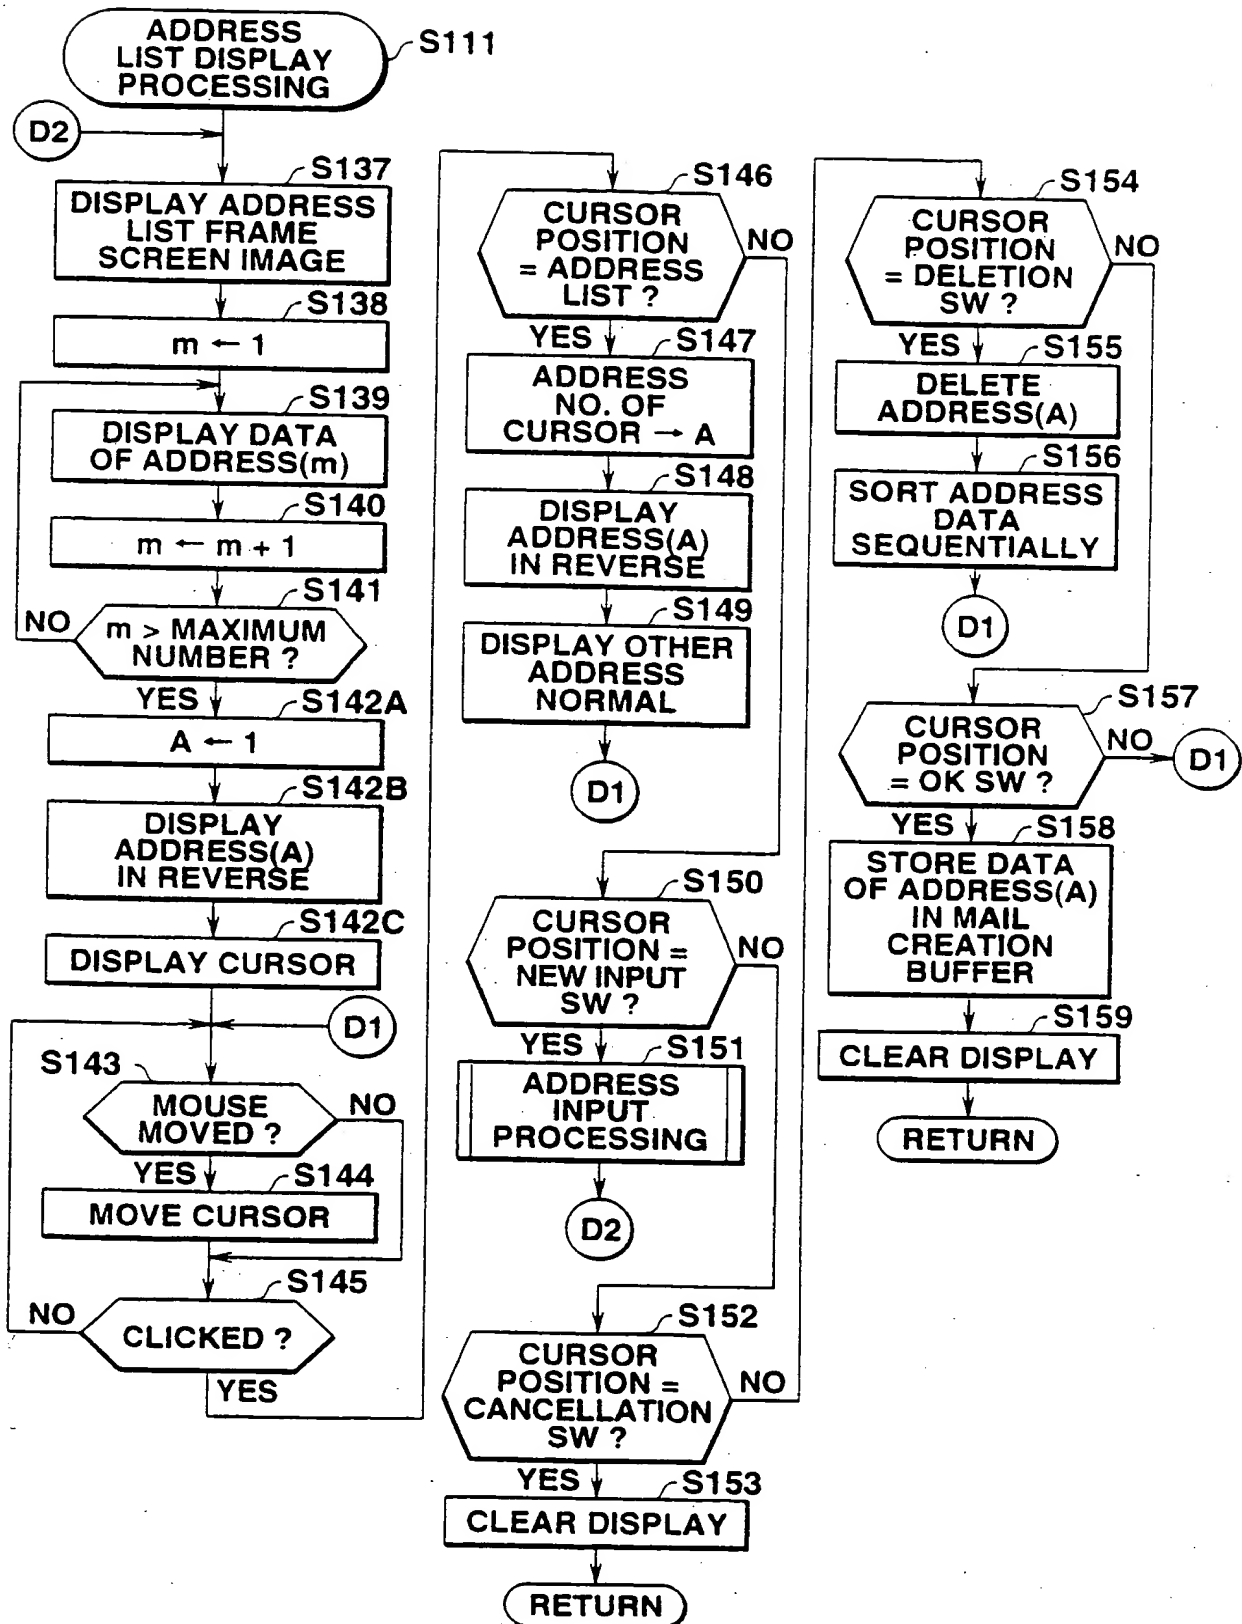 ADDRESS
LIST DISPLAY
PROCESSING
S111
D2
S137
DISPLAY ADDRESS
LIST FRAME
SCREEN IMAGE
S138
m ← 1
S139
DISPLAY DATA
OF ADDRESS(m)
S140
m ← m + 1
S141
NO
m > MAXIMUM
NUMBER ?
YES
S142A
A ← 1
S142B
DISPLAY
ADDRESS(A)
IN REVERSE
S142C
DISPLAY CURSOR
D1
S143
MOUSE
MOVED ?
NO
YES
S144
MOVE CURSOR
S145
NO
CLICKED ?
YES
S146
CURSOR
POSITION
= ADDRESS
LIST ?
NO
YES
S147
ADDRESS
NO. OF
CURSOR → A
S148
DISPLAY
ADDRESS(A)
IN REVERSE
S149
DISPLAY OTHER
ADDRESS
NORMAL
D1
S150
CURSOR
POSITION =
NEW INPUT
SW ?
NO
YES
S151
ADDRESS
INPUT
PROCESSING
D2
S152
CURSOR
POSITION =
CANCELLATION
SW ?
NO
YES
S153
CLEAR DISPLAY
RETURN
S154
CURSOR
POSITION
= DELETION
SW ?
NO
YES
S155
DELETE
ADDRESS(A)
S156
SORT ADDRESS
DATA
SEQUENTIALLY
D1
S157
CURSOR
POSITION
= OK SW ?
NO
D1
YES
S158
STORE DATA
OF ADDRESS(A)
IN MAIL
CREATION
BUFFER
S159
CLEAR DISPLAY
RETURN